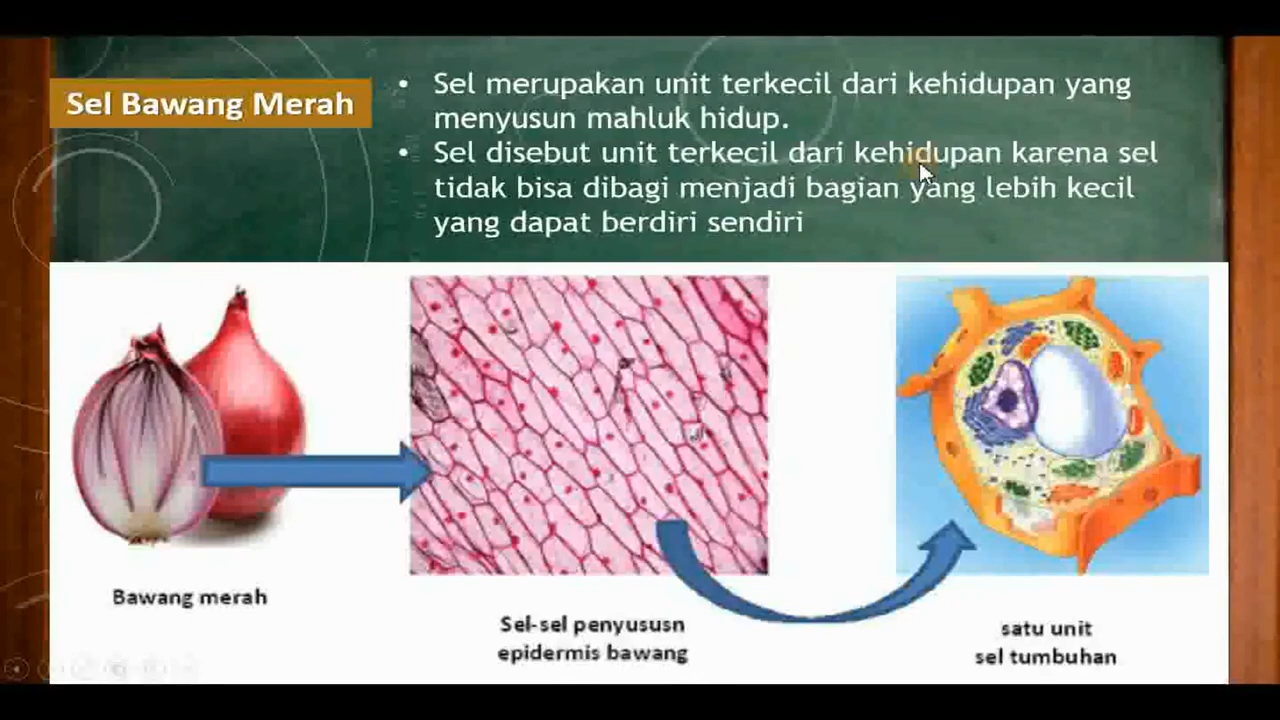 Sel Bawang Merah
• Sel merupakan unit terkecil dari kehidupan yang
menyusun mahluk hidup.
• Sel disebut unit terkecil dari kehidupan karena sel
tidak bisa dibagi menjadi bagian yang lebih kecil
yang dapat berdiri sendiri
Bawang merah
Sel-sel penyususn
epidermis bawang
satu unit
sel tumbuhan